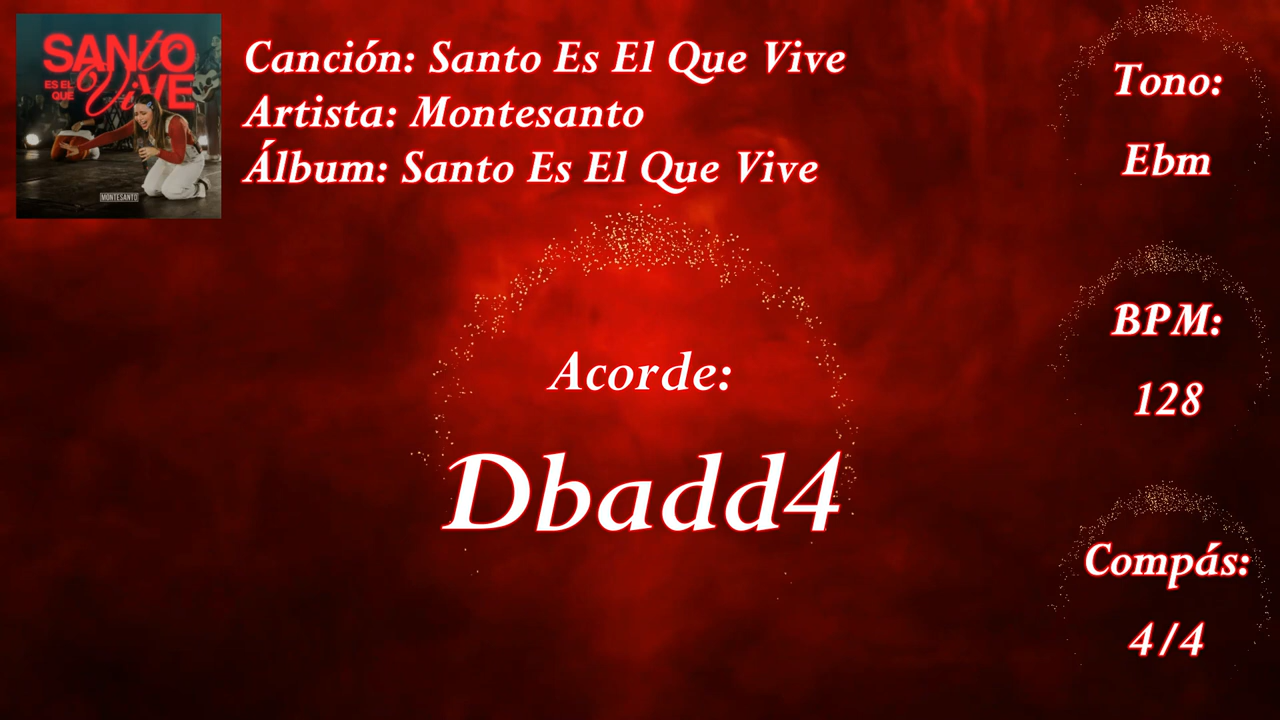 SANtO
ES EL
QUE
ViVE
MONTESANTO
Canción: Santo Es El Que Vive
Artista: Montesanto
Álbum: Santo Es El Que Vive
Tono:
Ebm
BPM:
128
Compás:
4/4
Acorde:
Dbadd4